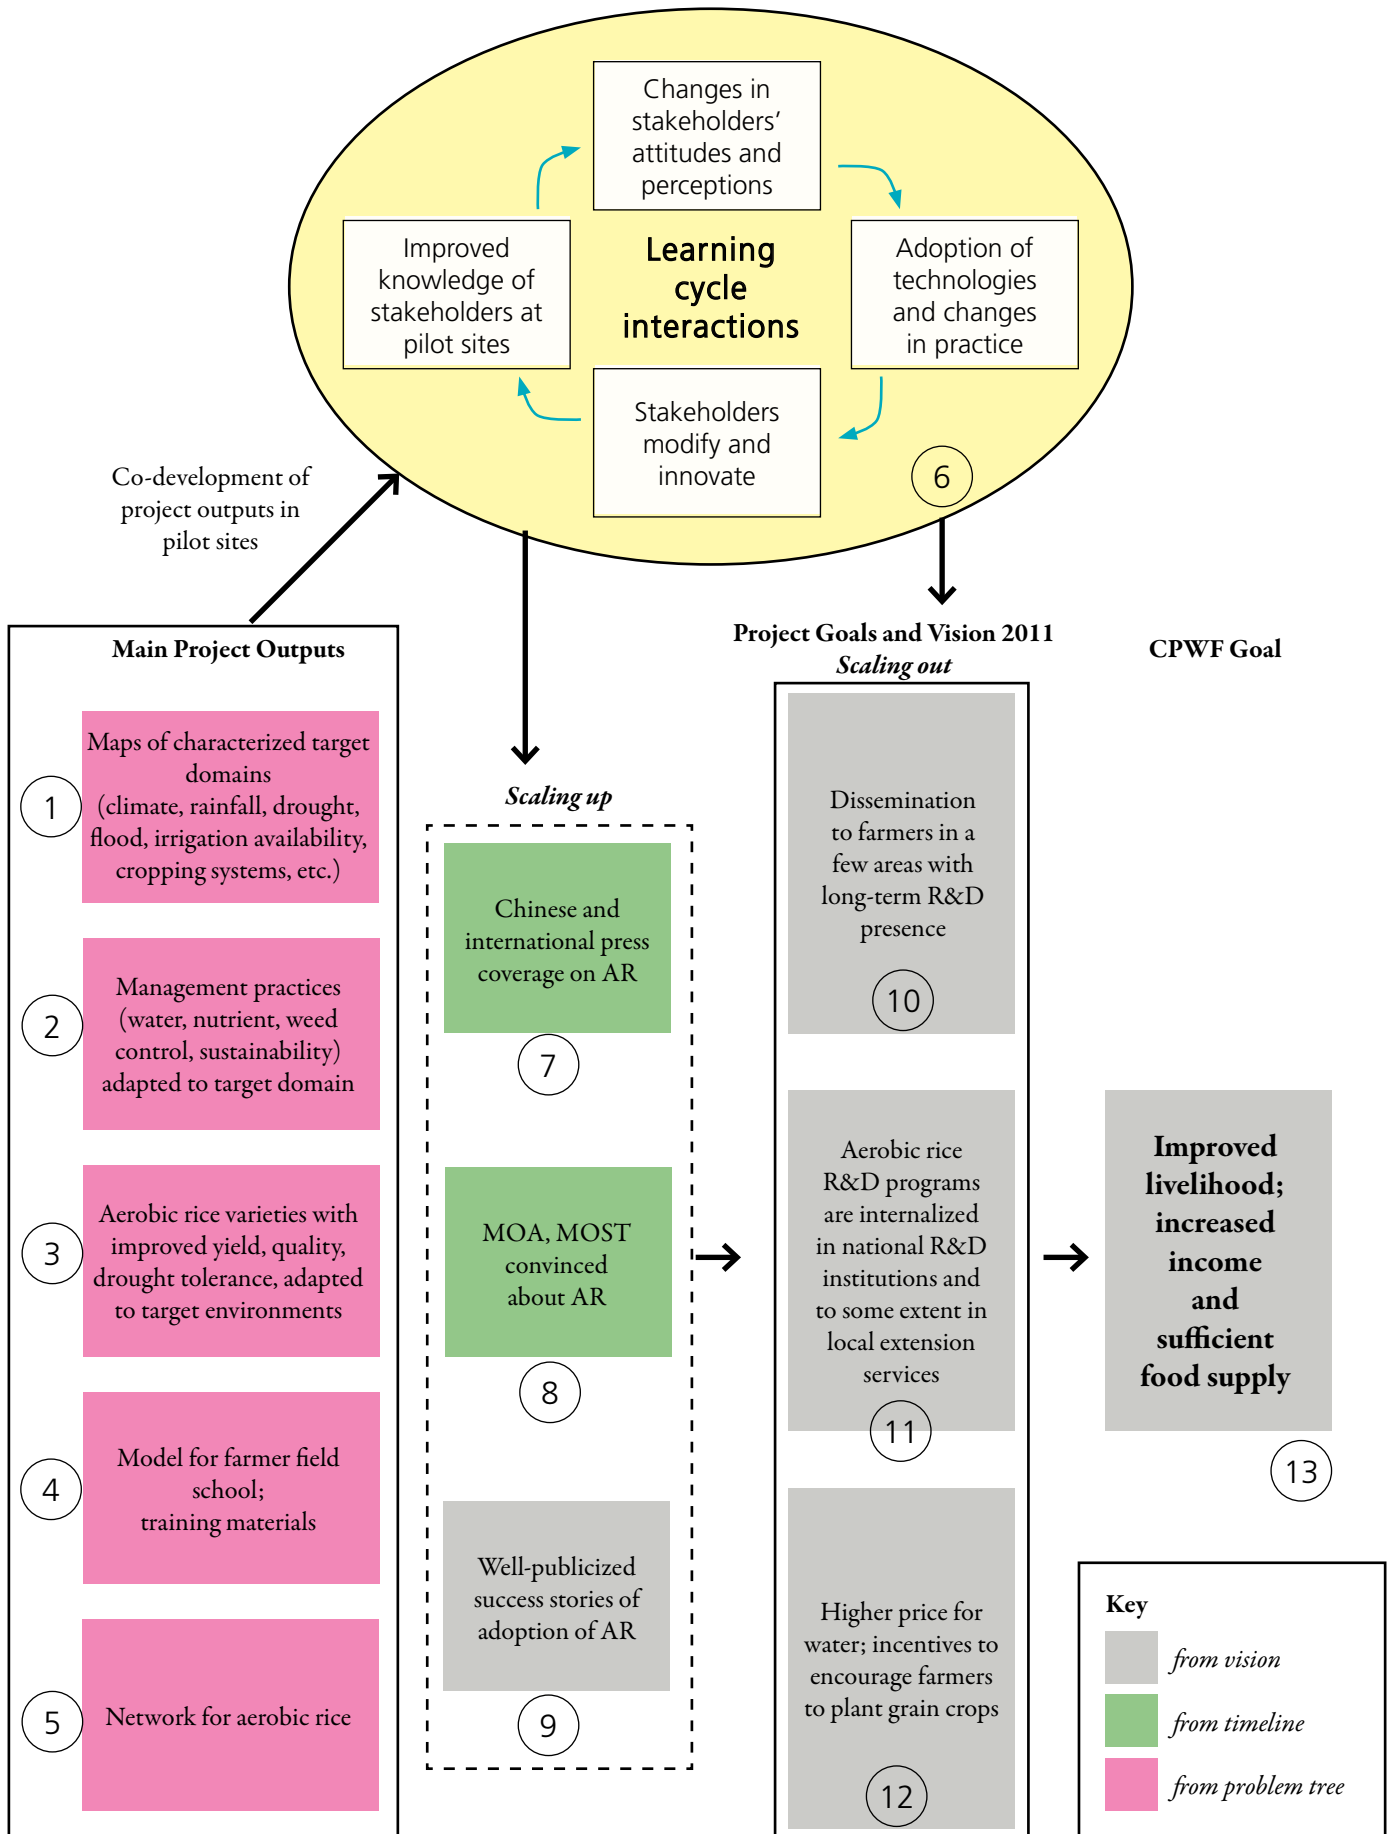 Changes in
stakeholders’
attitudes and
perceptions
Improved
knowledge of
stakeholders at
pilot sites
Learning
cycle
interactions
Adoption of
technologies
and changes
in practice
Stakeholders
modify and
innovate
6
Co-development of
project outputs in
pilot sites
Main Project Outputs
1
Maps of characterized target
domains
(climate, rainfall, drought,
flood, irrigation availability,
cropping systems, etc.)
2
Management practices
(water, nutrient, weed
control, sustainability)
adapted to target domain
3
Aerobic rice varieties with
improved yield, quality,
drought tolerance, adapted
to target environments
4
Model for farmer field
school;
training materials
5
Network for aerobic rice
Scaling up
Chinese and
international press
coverage on AR
7
MOA, MOST
convinced
about AR
8
Well-publicized
success stories of
adoption of AR
9
Project Goals and Vision 2011
Scaling out
Dissemination
to farmers in a
few areas with
long-term R&D
presence
10
Aerobic rice
R&D programs
are internalized
in national R&D
institutions and
to some extent in
local extension
services
11
Higher price for
water; incentives to
encourage farmers
to plant grain crops
12
CPWF Goal
Improved
livelihood;
increased
income
and
sufficient
food supply
13
Key
from vision
from timeline
from problem tree